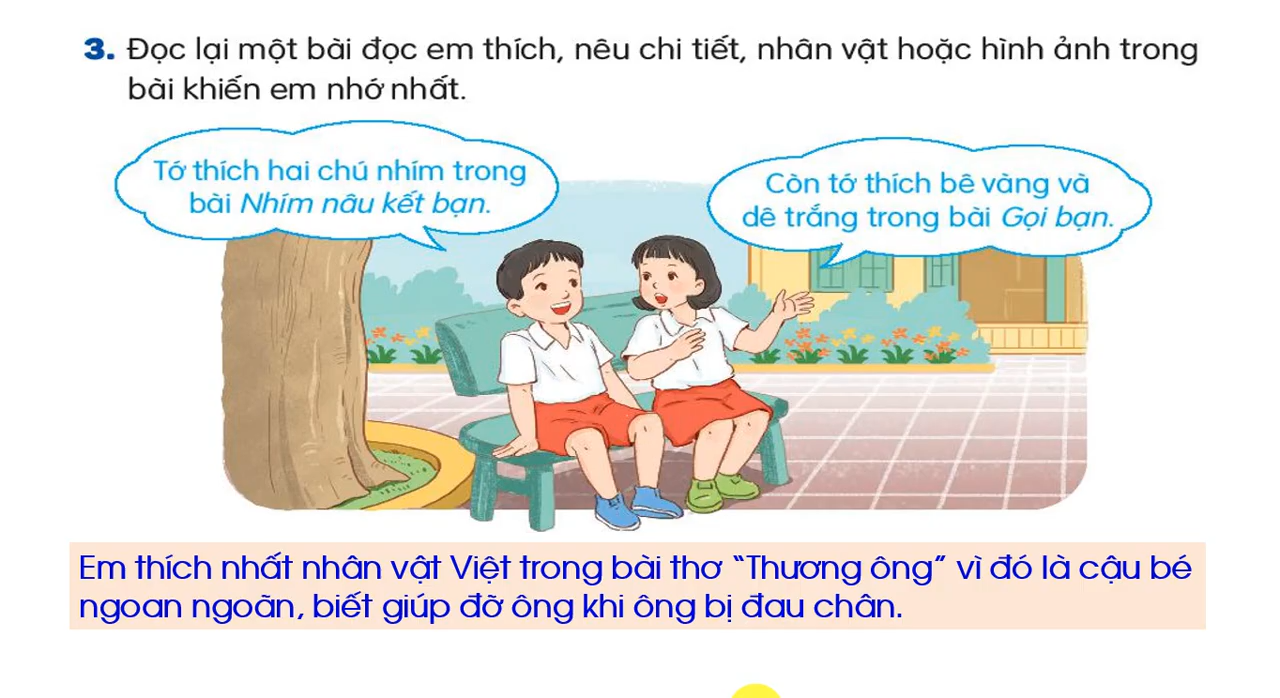 3. Đọc lại một bài đọc em thích, nêu chi tiết, nhân vật hoặc hình ảnh trong
bài khiến em nhớ nhất.
Tớ thích hai chú nhím trong
bài Nhím nâu kết bạn.
Còn tớ thích bê vàng và
dê trắng trong bài Gọi bạn.
Em thích nhất nhân vật Việt trong bài thơ “Thương ông” vì đó là cậu bé
ngoan ngoãn, biết giúp đỡ ông khi ông bị đau chân.